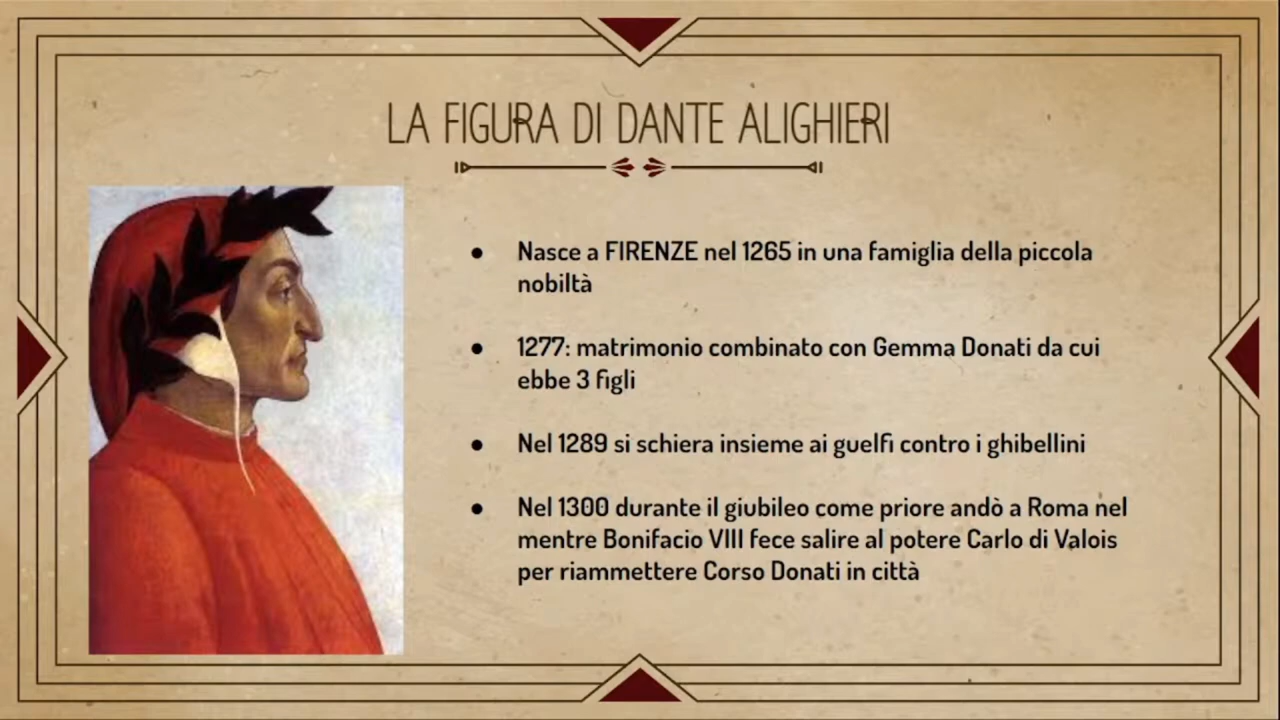 LA FIGURA DI DANTE ALIGHIERI
● Nasce a FIRENZE nel 1265 in una famiglia della piccola
nobiltà
● 1277: matrimonio combinato con Gemma Donati da cui
ebbe 3 figli
● Nel 1289 si schiera insieme ai guelfi contro i ghibellini
● Nel 1300 durante il giubileo come priore andò a Roma nel
mentre Bonifacio VIII fece salire al potere Carlo di Valois
per riammettere Corso Donati in città